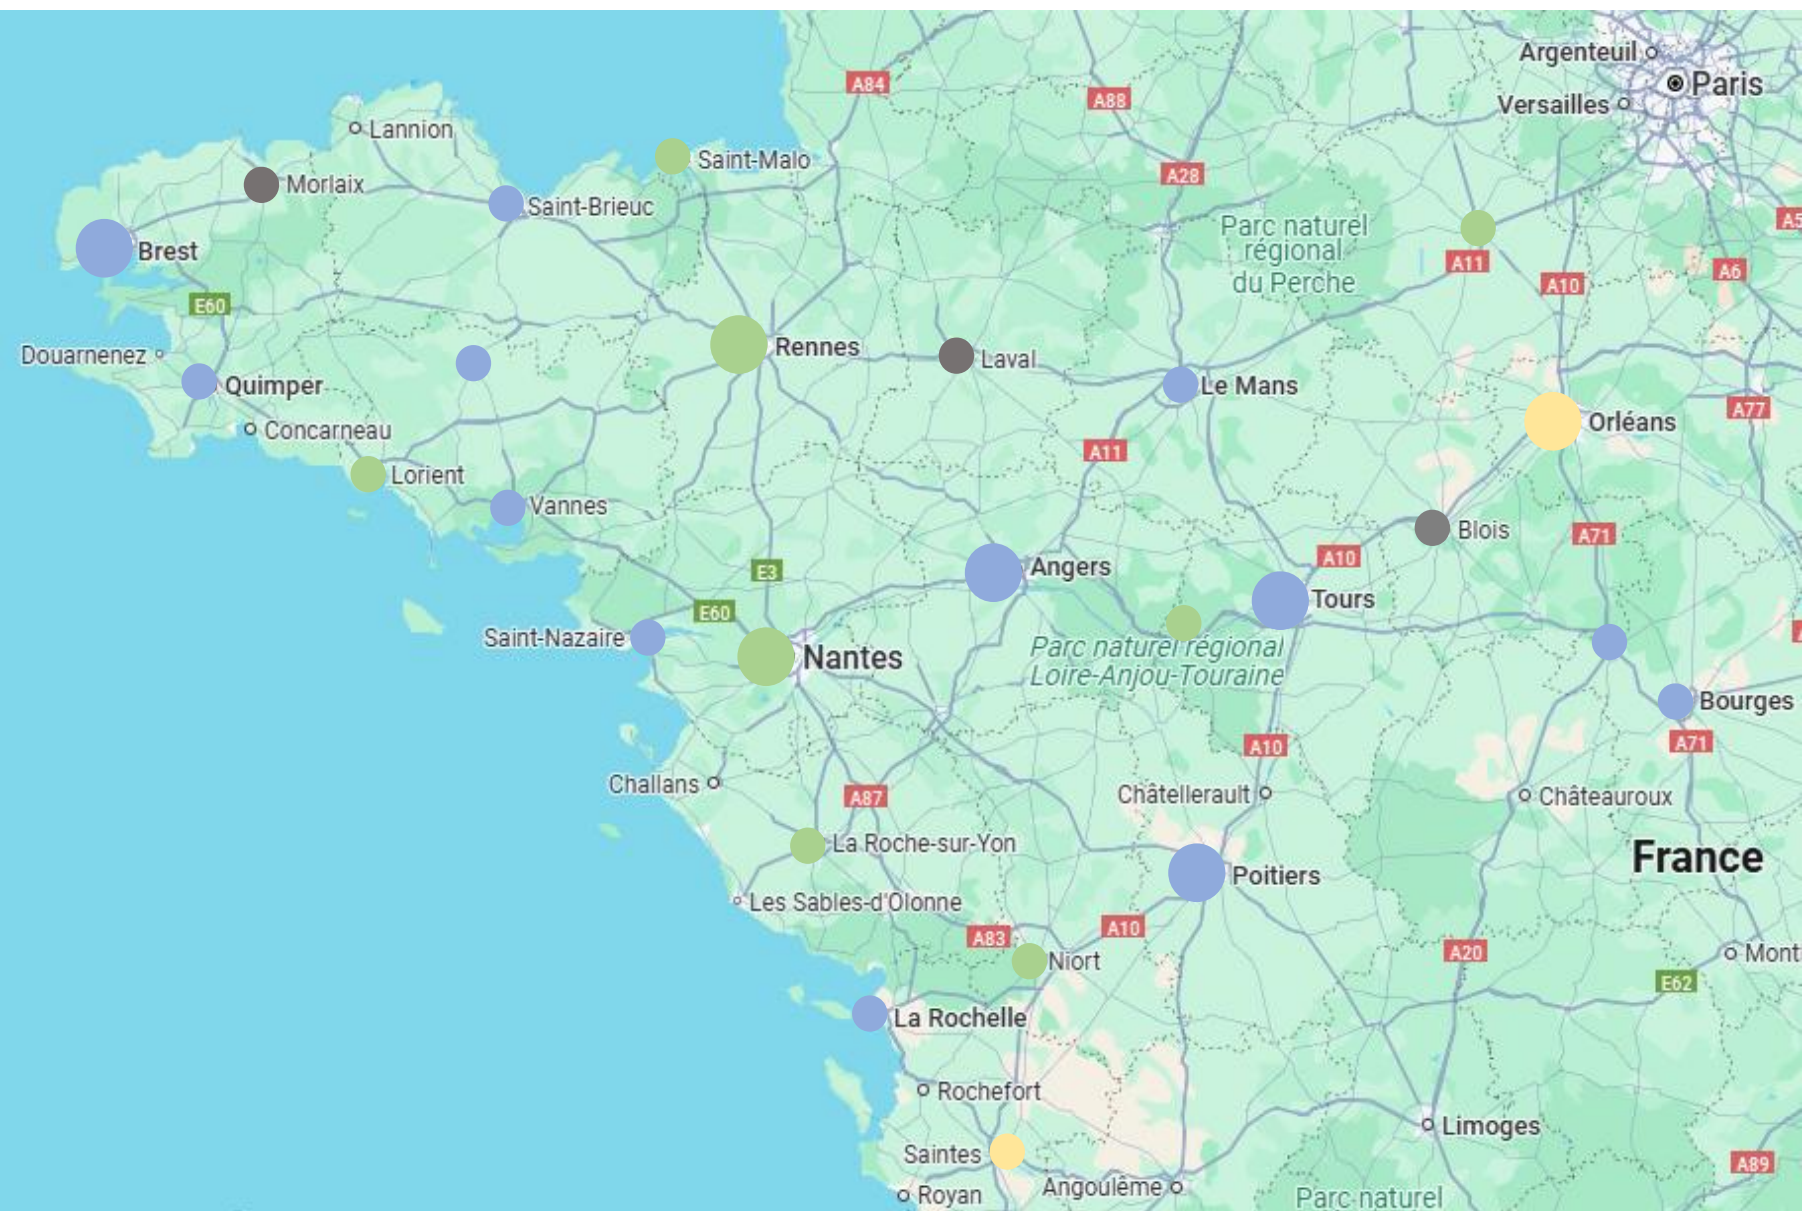 Argenteuil
A84
Paris
A88
Versailles
Lannion
Saint-Malo
A28
Morlaix
Saint-Brieuc
A5
Parc naturel
régional
du Perche
Brest
A11
A6
A10
E60
Rennes
Douarnenez
Laval
Quimper
Le Mans
A77
Orléans
Concarneau
A11
Lorient
Vannes
Blois
A71
A10
Angers
E3
Tours
E60
Saint-Nazaire
Parc naturel régional
Loire-Anjou-Touraine
Nantes
Bourges
A71
A10
Challans
Châtellerault
Châteauroux
A87
La Roche-sur-Yon
France
Poitiers
Les Sables-d'Olonne
A10
A83
A20
Mont
Niort
E62
La Rochelle
Rochefort
Limoges
Saintes
A89
Angoulême
Royan
Parc naturel